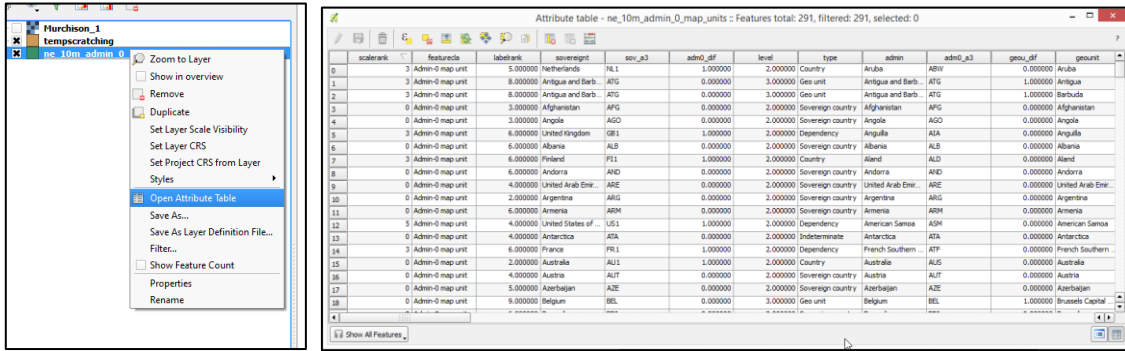 Murchison_1
tempscratching
ne_10m_admin_0
Zoom to Layer
Show in overview
Remove
Duplicate
Set Layer Scale Visibility
Set Layer CRS
Set Project CRS from Layer
Styles
Open Attribute Table
Save As...
Save As Layer Definition File...
Filter...
Show Feature Count
Properties
Rename
Attribute table - ne_10m_admin_0_map_units :: Features total: 291, filtered: 291, selected: 0
?
scalerank featurecla labelrank sovereignt sov_a3 adm0_dif level type admin adm0_a3 geou_dif geounit
0 3 Admin-0 map unit 5.000000 Netherlands NL1 1.000000 2.000000 Country Aruba ABW 0.000000 Aruba
1 3 Admin-0 map unit 8.000000 Antigua and Barb... ATG 0.000000 3.000000 Geo unit Antigua and Barb... ATG 1.000000 Antigua
2 3 Admin-0 map unit 8.000000 Antigua and Barb... ATG 0.000000 3.000000 Geo unit Antigua and Barb... ATG 1.000000 Barbuda
3 0 Admin-0 map unit 3.000000 Afghanistan AFG 0.000000 2.000000 Sovereign country Afghanistan AFG 0.000000 Afghanistan
4 0 Admin-0 map unit 3.000000 Angola AGO 0.000000 2.000000 Sovereign country Angola AGO 0.000000 Angola
5 3 Admin-0 map unit 6.000000 United Kingdom GB1 1.000000 2.000000 Dependency Anguilla AIA 0.000000 Anguilla
6 0 Admin-0 map unit 6.000000 Albania ALB 0.000000 2.000000 Sovereign country Albania ALB 0.000000 Albania
7 3 Admin-0 map unit 6.000000 Finland FI1 1.000000 2.000000 Country Aland ALD 0.000000 Aland
8 0 Admin-0 map unit 6.000000 Andorra AND 0.000000 2.000000 Sovereign country Andorra AND 0.000000 Andorra
9 0 Admin-0 map unit 4.000000 United Arab Emir... ARE 0.000000 2.000000 Sovereign country United Arab Emir... ARE 0.000000 United Arab Emir...
10 0 Admin-0 map unit 2.000000 Argentina ARG 0.000000 2.000000 Sovereign country Argentina ARG 0.000000 Argentina
11 0 Admin-0 map unit 6.000000 Armenia ARM 0.000000 2.000000 Sovereign country Armenia ARM 0.000000 Armenia
12 5 Admin-0 map unit 4.000000 United States of ... US1 1.000000 2.000000 Dependency American Samoa ASM 0.000000 American Samoa
13 0 Admin-0 map unit 4.000000 Antarctica ATA 0.000000 2.000000 Indeterminate Antarctica ATA 0.000000 Antarctica
14 3 Admin-0 map unit 6.000000 France FR1 1.000000 2.000000 Dependency French Southern ... ATF 0.000000 French Southern ...
15 0 Admin-0 map unit 2.000000 Australia AU1 1.000000 2.000000 Country Australia AUS 0.000000 Australia
16 0 Admin-0 map unit 4.000000 Austria AUT 0.000000 2.000000 Sovereign country Austria AUT 0.000000 Austria
17 0 Admin-0 map unit 5.000000 Azerbaijan AZE 0.000000 2.000000 Sovereign country Azerbaijan AZE 0.000000 Azerbaijan
18 0 Admin-0 map unit 9.000000 Belgium BEL 0.000000 3.000000 Geo unit Belgium BEL 1.000000 Brussels Capital ...
Show All Features